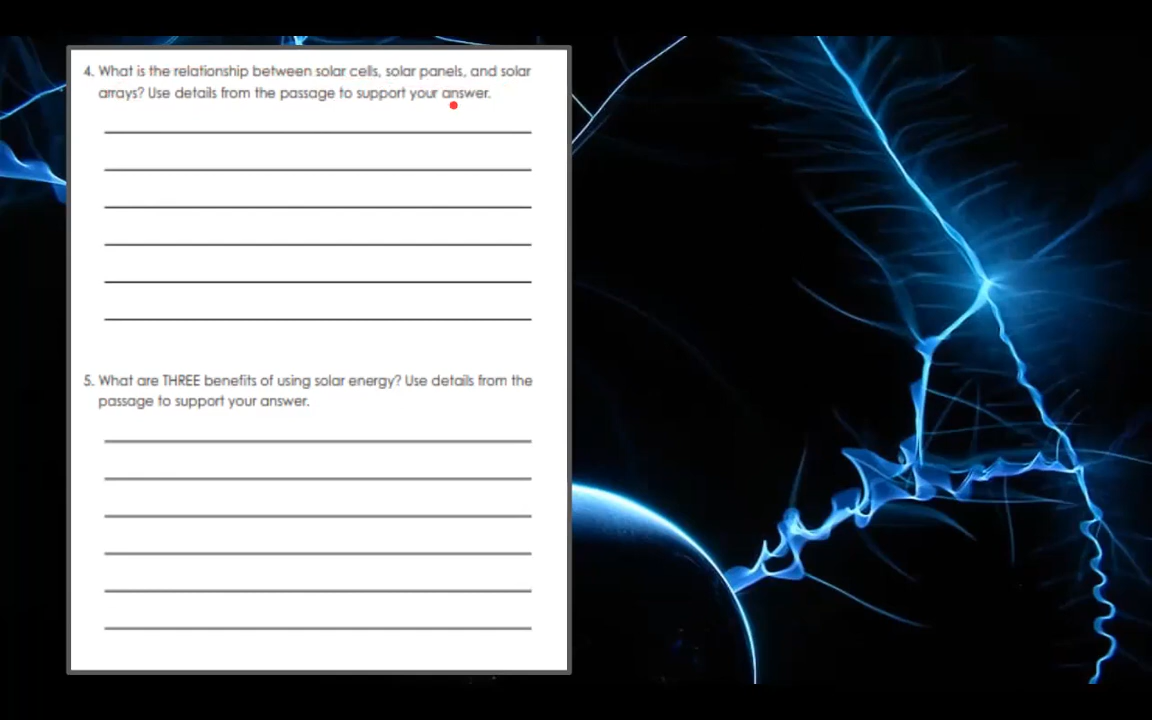 4. What is the relationship between solar cells, solar panels, and solar
arrays? Use details from the passage to support your answer.
5. What are THREE benefits of using solar energy? Use details from the
passage to support your answer.